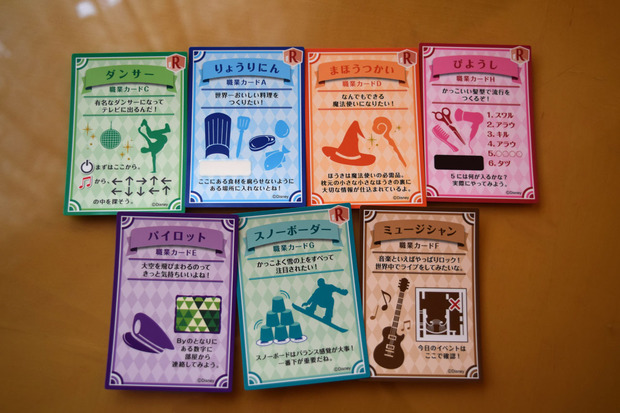 R
ダンサー
職業カードC
有名なダンサーになって
テレビに出るんだ！
まずはここから。
から、←→↑←↑
←↓→↓→
の中を探そう。
©Disney
R
りょうりにん
職業カードA
世界一おいしい料理を
つくりたい！
ここにある食材を腐らせないように
ある場所に入れないとね！
©Disney
R
まほうつかい
職業カードD
なんでもできる
魔法使いになりたい！
ほうきは魔法使いの必需品。
枕元の小さな小さなほうきの裏に
大切な情報が仕込まれているよ。
©Disney
R
びようし
職業カードH
かっこいい髪型で流行を
つくるぞ！
1. スワル
2. アラウ
3. キル
4. アラウ
5. ○○○○
6. タツ
5には何が入るかな？
実際にやってみよう。
©Disney
パイロット
職業カードE
大空を飛びまわるのって
きっと気持ちいいよね！
Byのとなりに
ある数字に
部屋から
連絡してみよう。
©Disney
R
スノーボーダー
職業カードG
かっこよく雪の上をすべって
注目されたい！
スノーボードはバランス感覚が大事！
一番下が重要だね。
©Disney
ミュージシャン
職業カードF
音楽といえばやっぱりロック！
世界中でライブをしてみたいな。
今日のイベントは
ここで確認！
©Disney